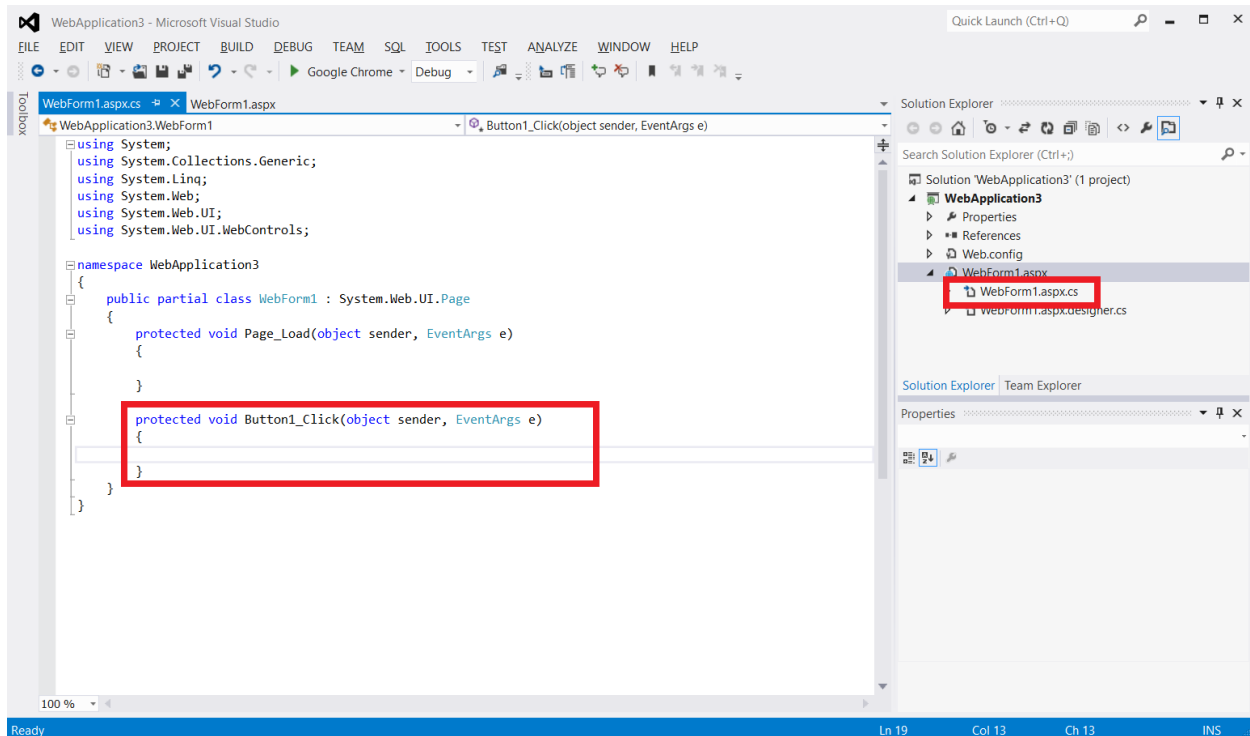 WebApplication3 - Microsoft Visual Studio
Quick Launch (Ctrl+Q)
FILE EDIT VIEW PROJECT BUILD DEBUG TEAM SQL TOOLS TEST ANALYZE WINDOW HELP
Google Chrome Debug
Toolbox
WebForm1.aspx.cs WebForm1.aspx
WebApplication3.WebForm1 Button1_Click(object sender, EventArgs e)
using System;
using System.Collections.Generic;
using System.Linq;
using System.Web;
using System.Web.UI;
using System.Web.UI.WebControls;
namespace WebApplication3
{
public partial class WebForm1 : System.Web.UI.Page
{
protected void Page_Load(object sender, EventArgs e)
{
}
protected void Button1_Click(object sender, EventArgs e)
{
}
}
}
100 %
Solution Explorer
Search Solution Explorer (Ctrl+;)
Solution 'WebApplication3' (1 project)
WebApplication3
Properties
References
Web.config
WebForm1.aspx
WebForm1.aspx.cs
WebForm1.aspx.designer.cs
Solution Explorer Team Explorer
Properties
Ready Ln 19 Col 13 Ch 13 INS